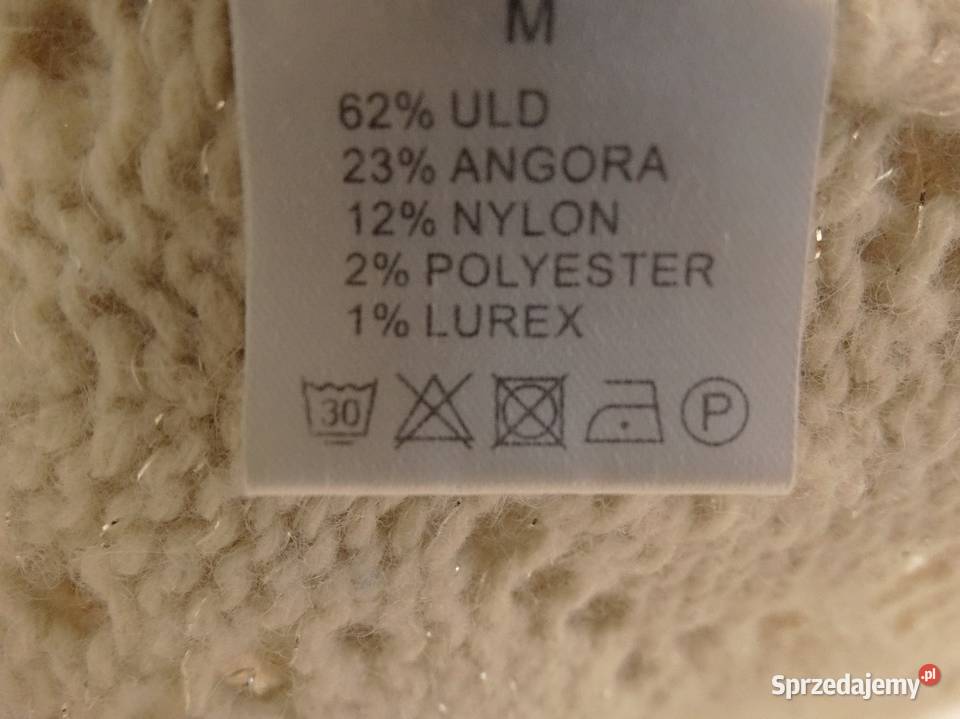 M
62% ULD
23% ANGORA
12% NYLON
2% POLYESTER
1% LUREX
30 P
Sprzedajemy.pl